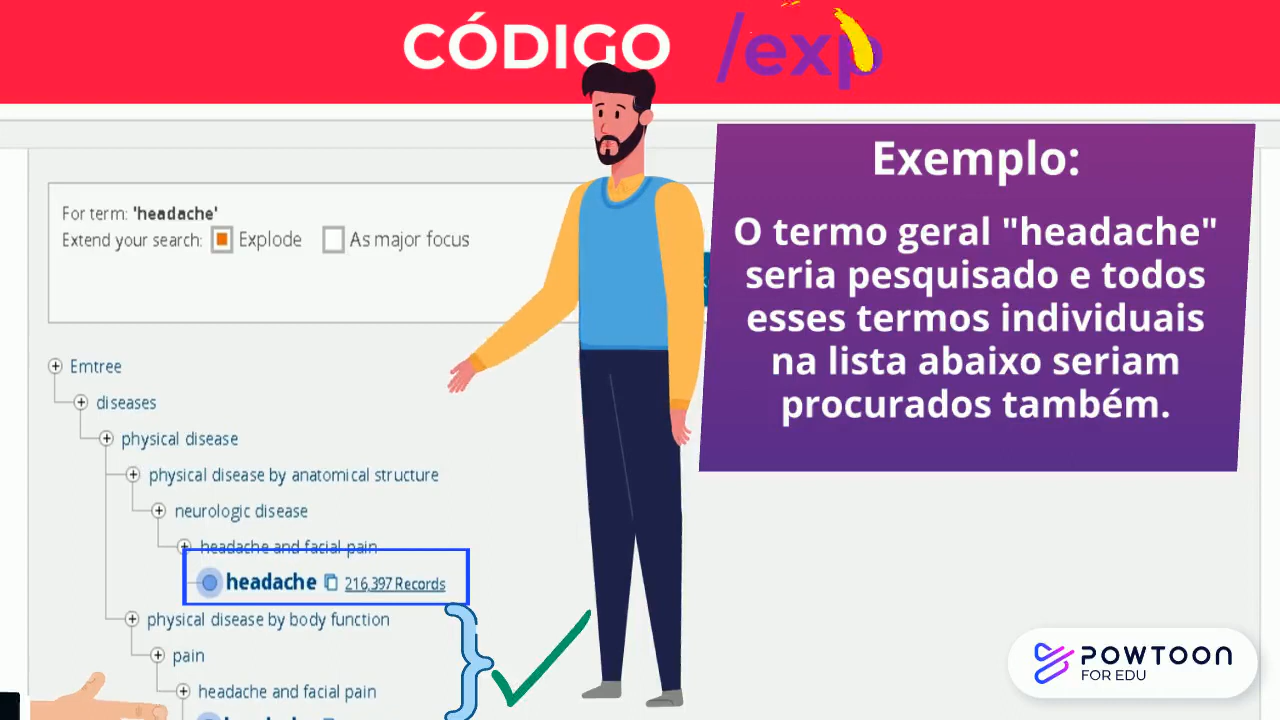 CÓDIGO /exp
Exemplo:
O termo geral "headache"
seria pesquisado e todos
esses termos individuais
na lista abaixo seriam
procurados também.
For term: 'headache'
Extend your search: Explode As major focus
Emtree
diseases
physical disease
physical disease by anatomical structure
neurologic disease
headache and facial pain
headache 216,397 Records
physical disease by body function
pain
headache and facial pain
POWTOON
FOR EDU